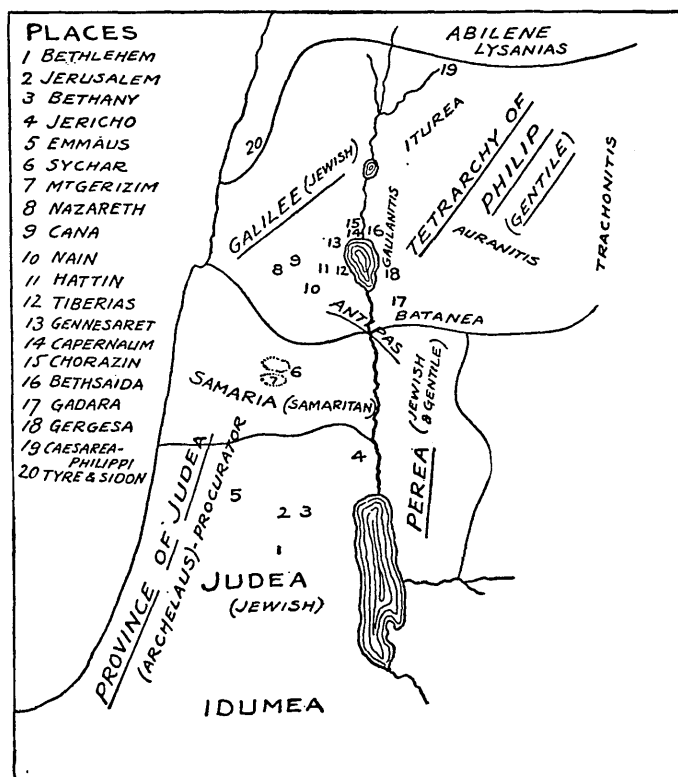 PLACES
1 BETHLEHEM
2 JERUSALEM
3 BETHANY
4 JERICHO
5 EMMAUS
6 SYCHAR
7 MT GERIZIM
8 NAZARETH
9 CANA
10 NAIN
11 HATTIN
12 TIBERIAS
13 GENNESARET
14 CAPERNAUM
15 CHORAZIN
16 BETHSAIDA
17 GADARA
18 GERGESA
19 CAESAREA-
PHILIPPI
20 TYRE & SIDON
ABILENE
LYSANIAS
19
ITUREA
20
TETRARCHY OF
PHILIP
(GENTILE)
TRACHONITIS
AURANITIS
GALILEE (JEWISH)
GAULANITIS
15
14 16
13
9
8 11 12 18
10
17
BATANEA
ANTIPAS
6
7
SAMARIA (SAMARITAN)
PEREA (JEWISH
& GENTILE)
4
PROVINCE OF JUDEA
(ARCHELAUS)-PROCURATOR
5
2 3
1
JUDEA
(JEWISH)
IDUMEA